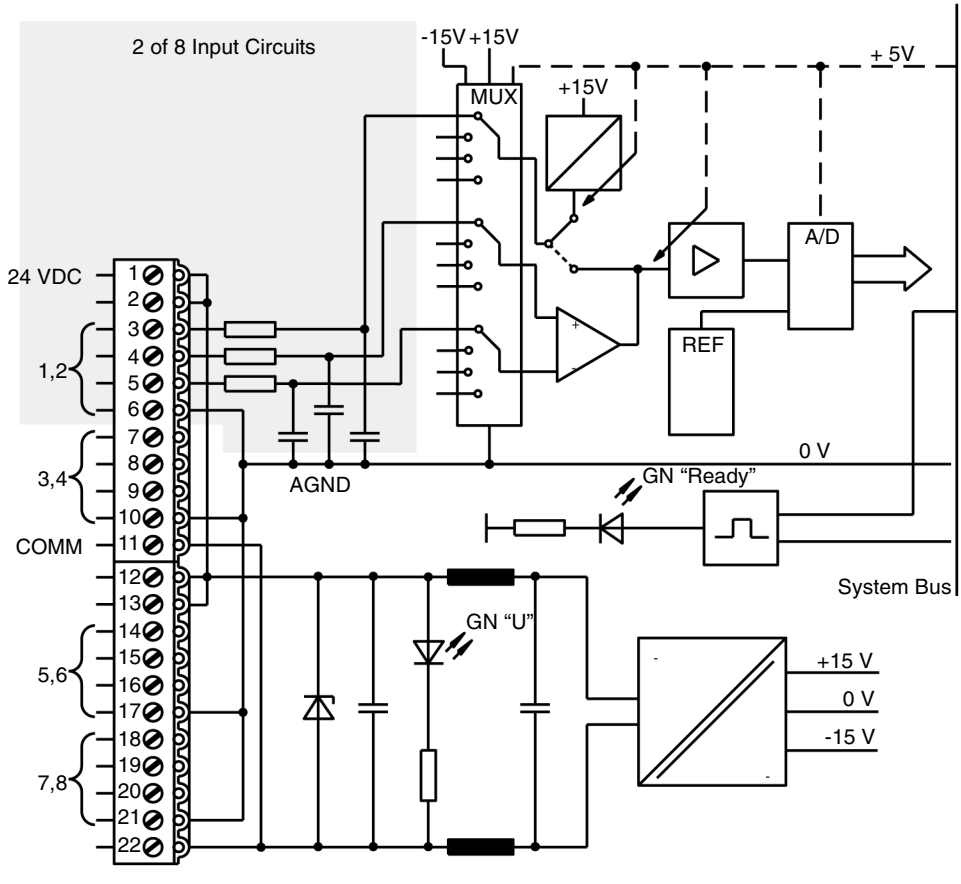 2 of 8 Input Circuits
-15V +15V
+ 5V
MUX
+15V
A/D
REF
+
-
24 VDC
1
2
3
4
5
6
7
8
9
10
11
12
13
14
15
16
17
18
19
20
21
22
1,2
3,4
COMM
5,6
7,8
AGND
0 V
GN “Ready”
System Bus
GN “U”
-
-
+15 V
0 V
-15 V